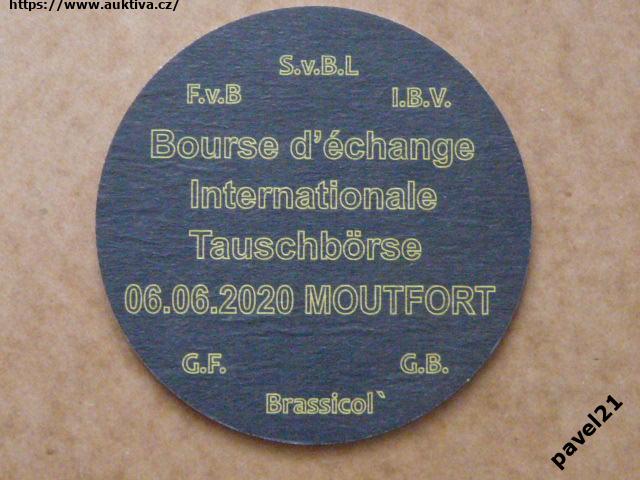 https://www.auktiva.cz/
S.v.B.L
F.v.B I.B.V.
Bourse d'échange
Internationale
Tauschbörse
06.06.2020 MOUTFORT
G.F. G.B.
Brassicol`
pavel21